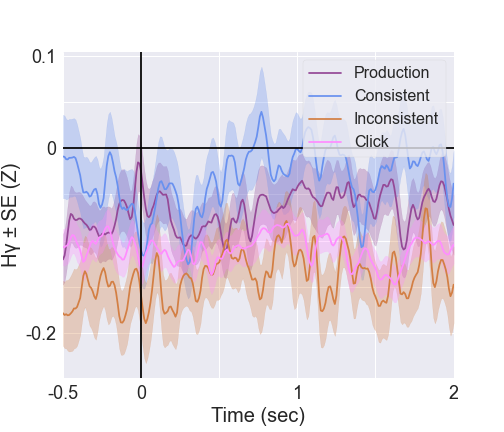 0.1
Production
Consistent
Inconsistent
Click
0
Hγ ± SE (Z)
-0.2
-0.5
0
1
2
Time (sec)